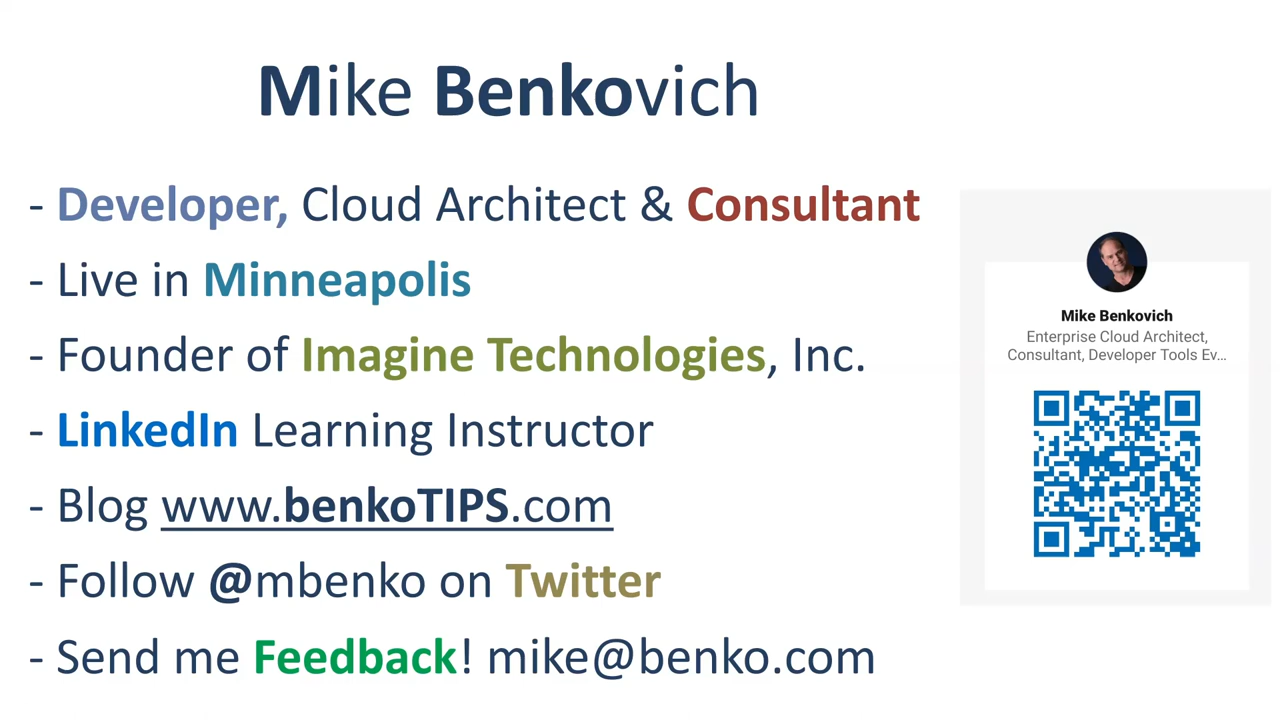 Mike Benkovich
- Developer, Cloud Architect & Consultant
- Live in Minneapolis
- Founder of Imagine Technologies, Inc.
- LinkedIn Learning Instructor
- Blog www.benkoTIPS.com
- Follow @mbenko on Twitter
- Send me Feedback! mike@benko.com
Mike Benkovich
Enterprise Cloud Architect,
Consultant, Developer Tools Ev...